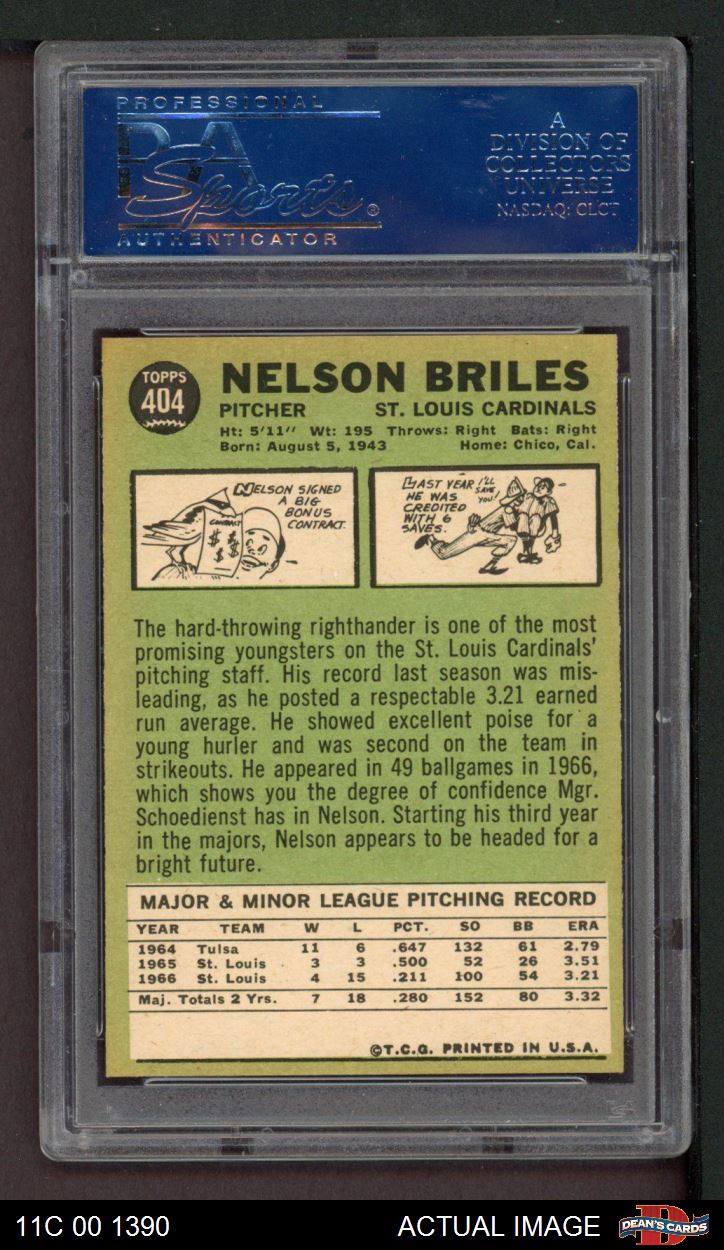 PROFESSIONAL
PSA
Sports®
AUTHENTICATOR
A
DIVISION OF
COLLECTORS
UNIVERSE
NASDAQ: CLCT
TOPPS
404
NELSON BRILES
PITCHER ST. LOUIS CARDINALS
Ht: 5'11" Wt: 195 Throws: Right Bats: Right
Born: August 5, 1943 Home: Chico, Cal.
NELSON SIGNED
A BIG
BONUS
CONTRACT.
CONTRACT
$ $
$ $
LAST YEAR
HE WAS
CREDITED
WITH 6
SAVES.
I'LL
SAVE
YOU!
The hard-throwing righthander is one of the most
promising youngsters on the St. Louis Cardinals'
pitching staff. His record last season was mis-
leading, as he posted a respectable 3.21 earned
run average. He showed excellent poise for a
young hurler and was second on the team in
strikeouts. He appeared in 49 ballgames in 1966,
which shows you the degree of confidence Mgr.
Schoedienst has in Nelson. Starting his third year
in the majors, Nelson appears to be headed for a
bright future.
MAJOR & MINOR LEAGUE PITCHING RECORD
YEAR TEAM W L PCT. SO BB ERA
1964 Tulsa 11 6 .647 132 61 2.79
1965 St. Louis 3 3 .500 52 26 3.51
1966 St. Louis 4 15 .211 100 54 3.21
Maj. Totals 2 Yrs. 7 18 .280 152 80 3.32
©T.C.G. PRINTED IN U.S.A.
11C 00 1390 ACTUAL IMAGE
D
DEAN'S CARDS